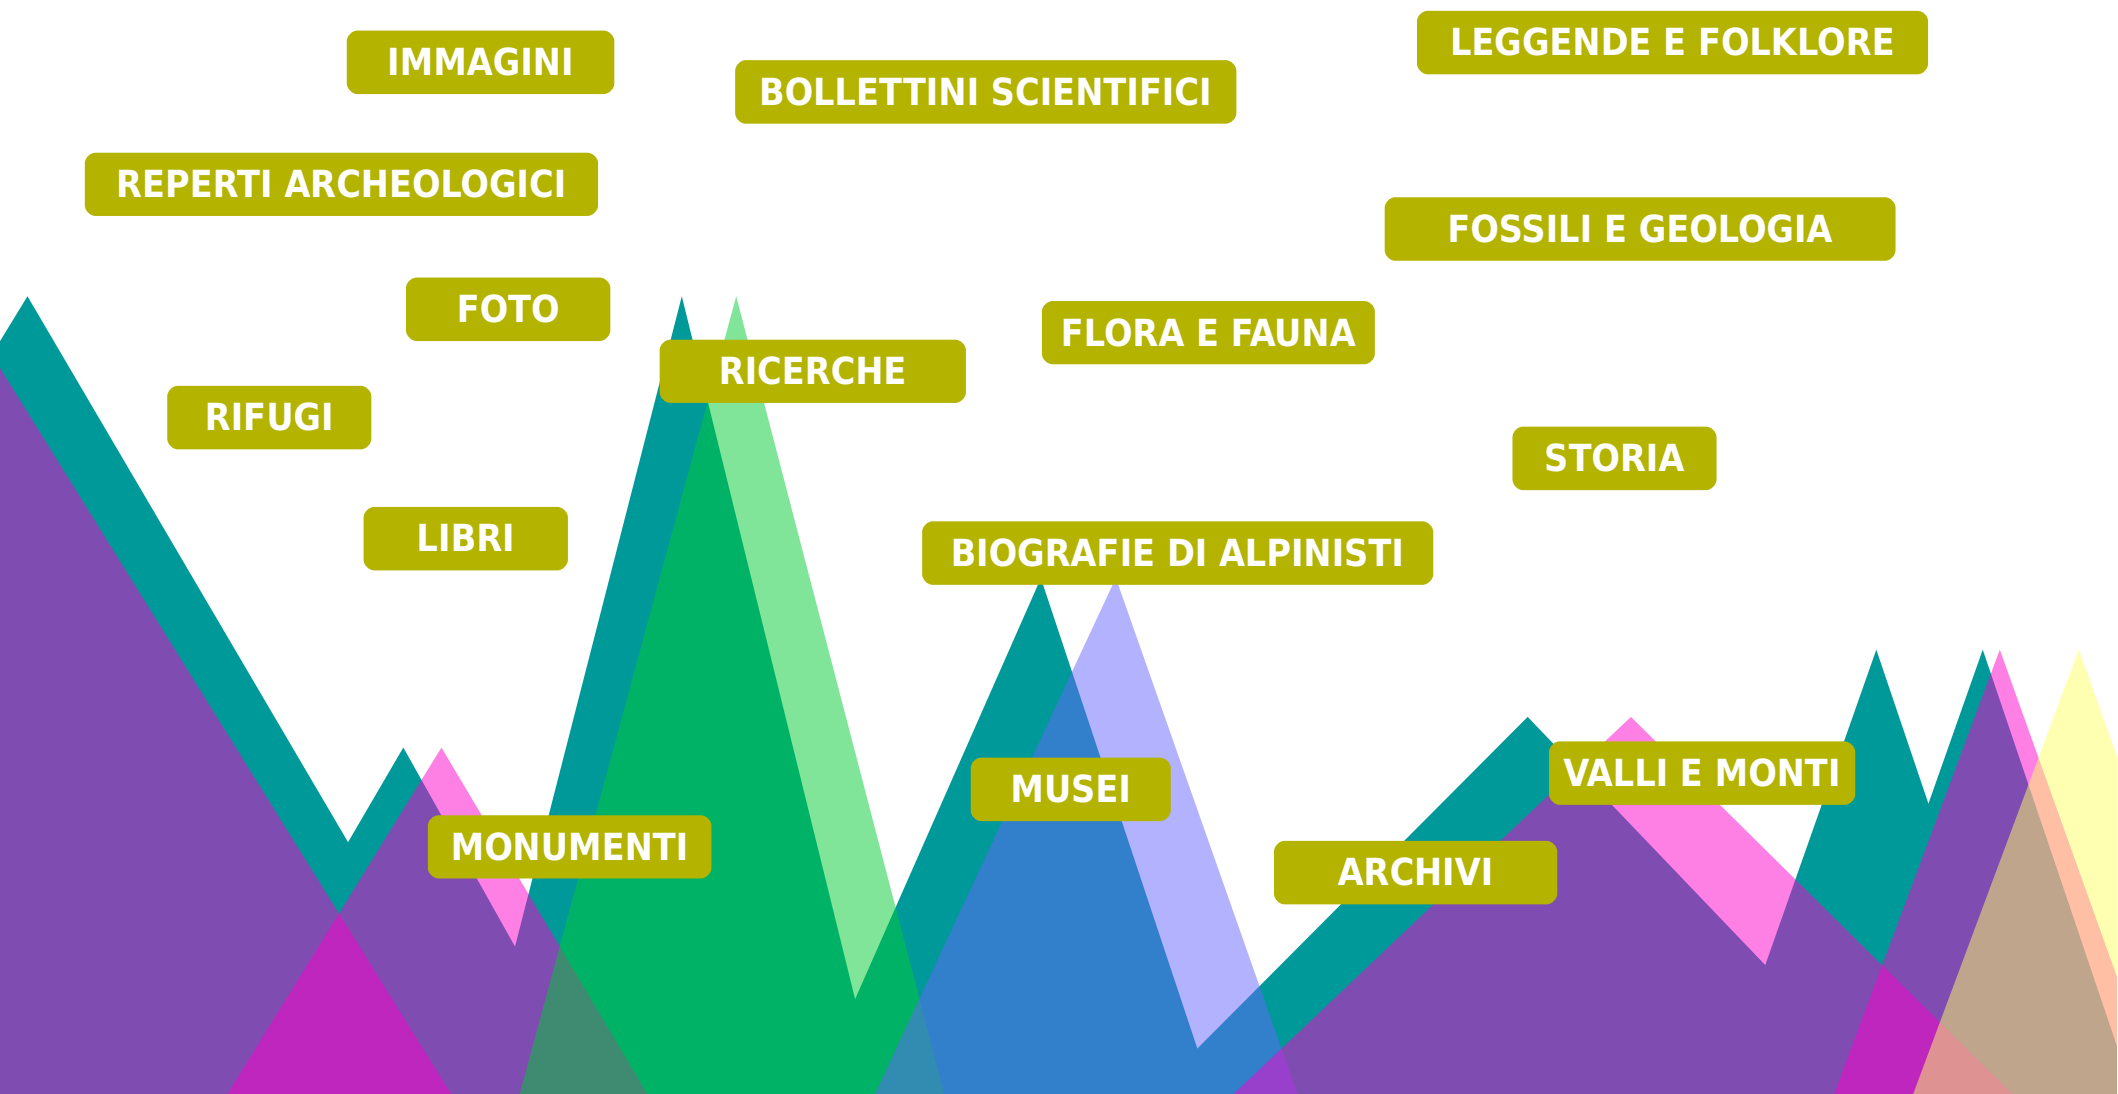 LEGGENDE E FOLKLORE
IMMAGINI
BOLLETTINI SCIENTIFICI
REPERTI ARCHEOLOGICI
FOSSILI E GEOLOGIA
FOTO
FLORA E FAUNA
RICERCHE
RIFUGI
STORIA
LIBRI
BIOGRAFIE DI ALPINISTI
VALLI E MONTI
MUSEI
MONUMENTI
ARCHIVI